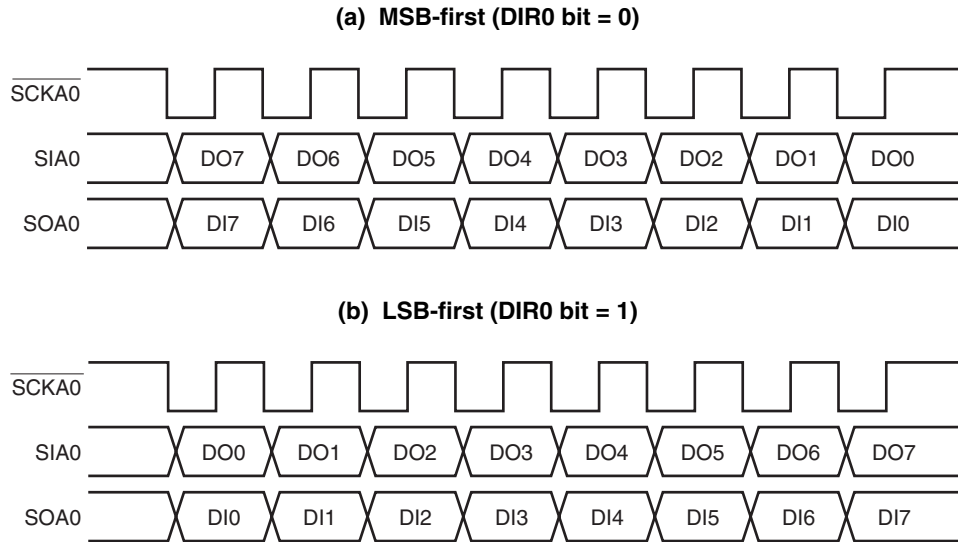 (a) MSB-first (DIR0 bit = 0)
SCKA0
SIA0 DO7 DO6 DO5 DO4 DO3 DO2 DO1 DO0
SOA0 DI7 DI6 DI5 DI4 DI3 DI2 DI1 DI0
(b) LSB-first (DIR0 bit = 1)
SCKA0
SIA0 DO0 DO1 DO2 DO3 DO4 DO5 DO6 DO7
SOA0 DI0 DI1 DI2 DI3 DI4 DI5 DI6 DI7